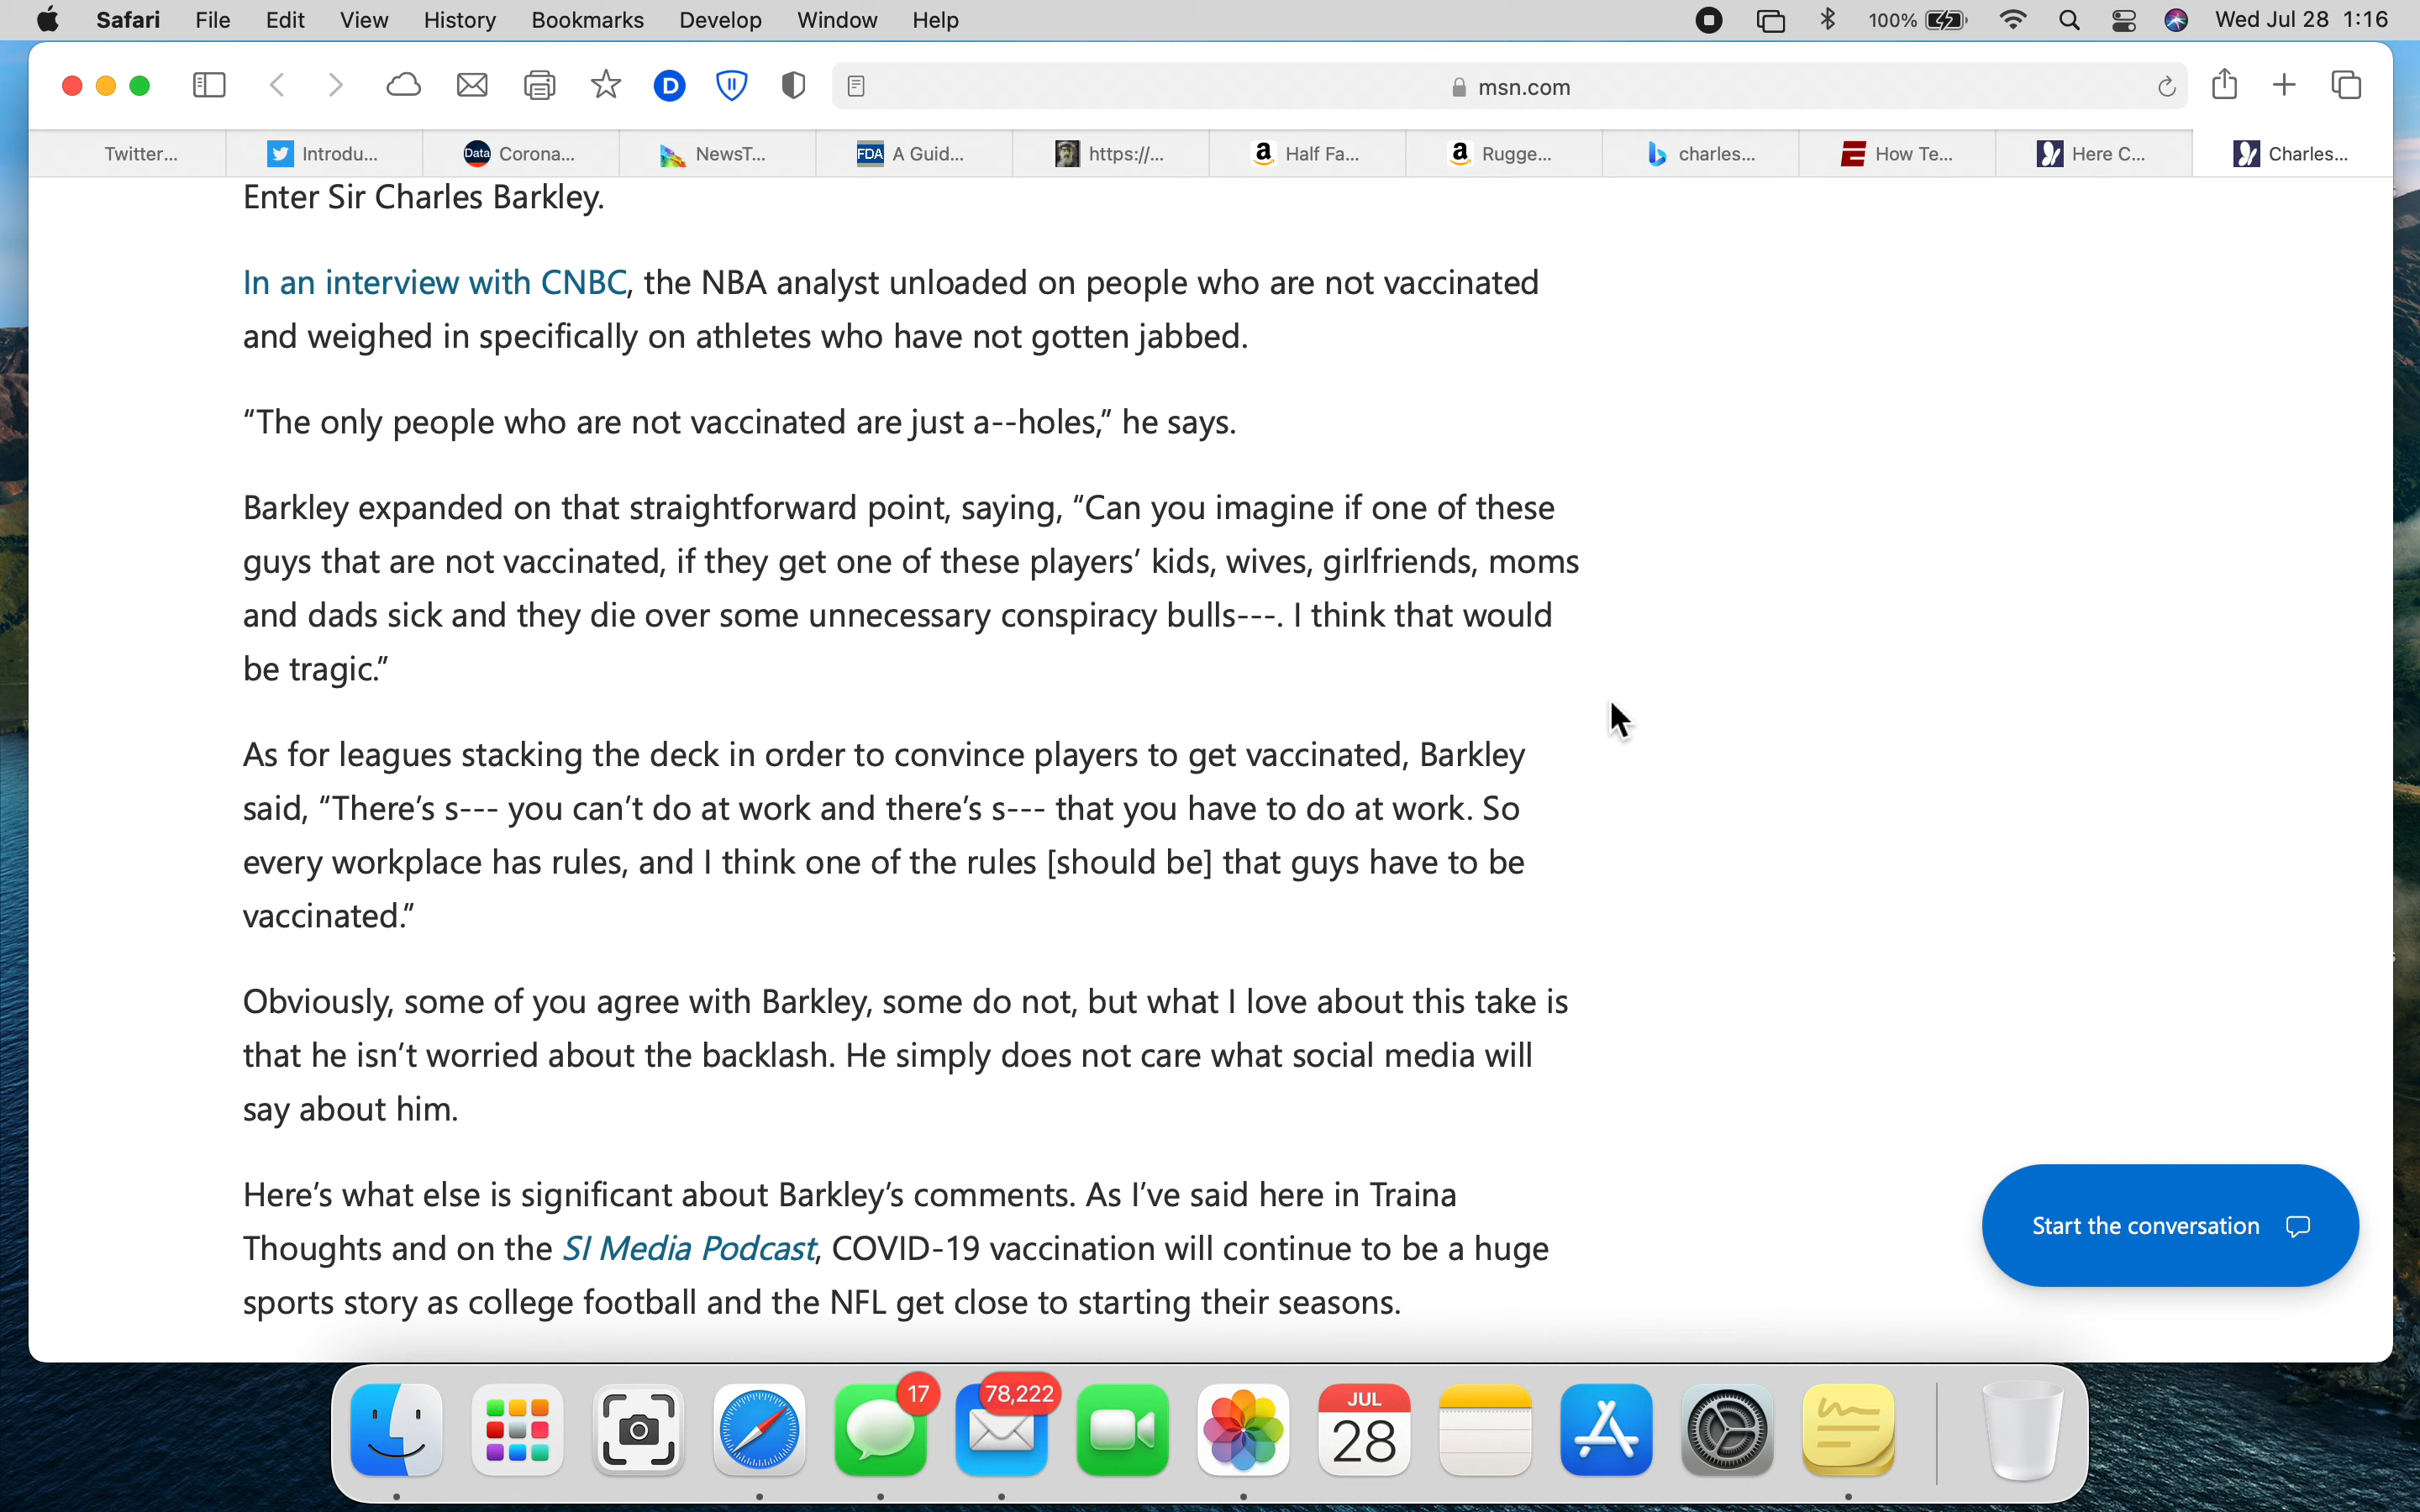 Safari File Edit View History Bookmarks Develop Window Help 100% Wed Jul 28 1:16
D msn.com
Twitter... Introdu... Data Corona... NewsT... FDA A Guid... https://... a Half Fa... a Rugge... charles... How Te... Here C... Charles...
Enter Sir Charles Barkley.
In an interview with CNBC, the NBA analyst unloaded on people who are not vaccinated
and weighed in specifically on athletes who have not gotten jabbed.
“The only people who are not vaccinated are just a--holes,” he says.
Barkley expanded on that straightforward point, saying, “Can you imagine if one of these
guys that are not vaccinated, if they get one of these players’ kids, wives, girlfriends, moms
and dads sick and they die over some unnecessary conspiracy bulls---. I think that would
be tragic.”
As for leagues stacking the deck in order to convince players to get vaccinated, Barkley
said, “There’s s--- you can’t do at work and there’s s--- that you have to do at work. So
every workplace has rules, and I think one of the rules [should be] that guys have to be
vaccinated.”
Obviously, some of you agree with Barkley, some do not, but what I love about this take is
that he isn’t worried about the backlash. He simply does not care what social media will
say about him.
Here’s what else is significant about Barkley’s comments. As I’ve said here in Traina
Thoughts and on the SI Media Podcast, COVID-19 vaccination will continue to be a huge
sports story as college football and the NFL get close to starting their seasons.
Start the conversation
17 78,222 JUL
28